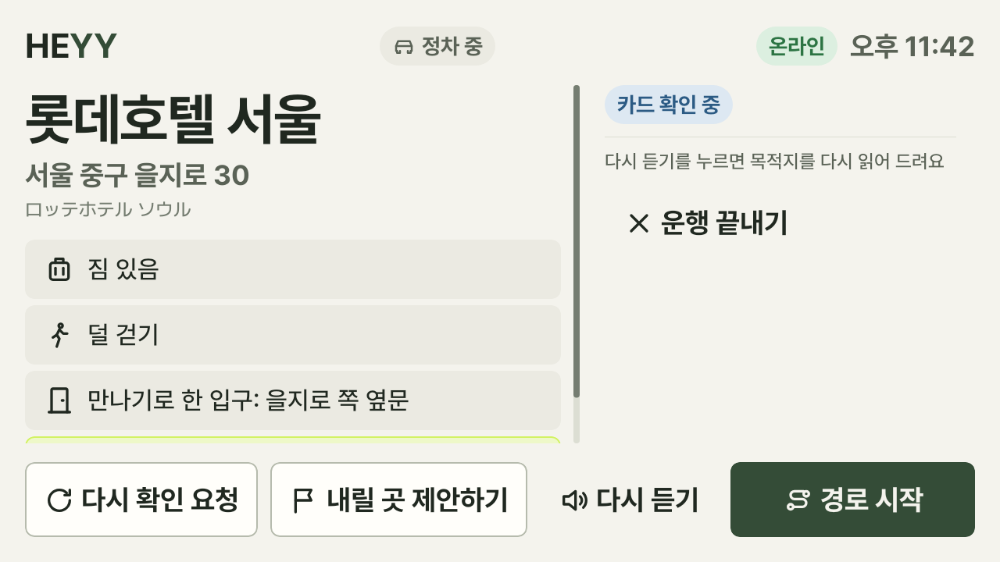 HEYY
정차 중
온라인
오후 11:42
롯데호텔 서울
서울 중구 을지로 30
ロッテホテル ソウル
짐 있음
덜 걷기
만나기로 한 입구: 을지로 쪽 옆문
카드 확인 중
다시 듣기를 누르면 목적지를 다시 읽어 드려요
운행 끝내기
다시 확인 요청
내릴 곳 제안하기
다시 듣기
경로 시작